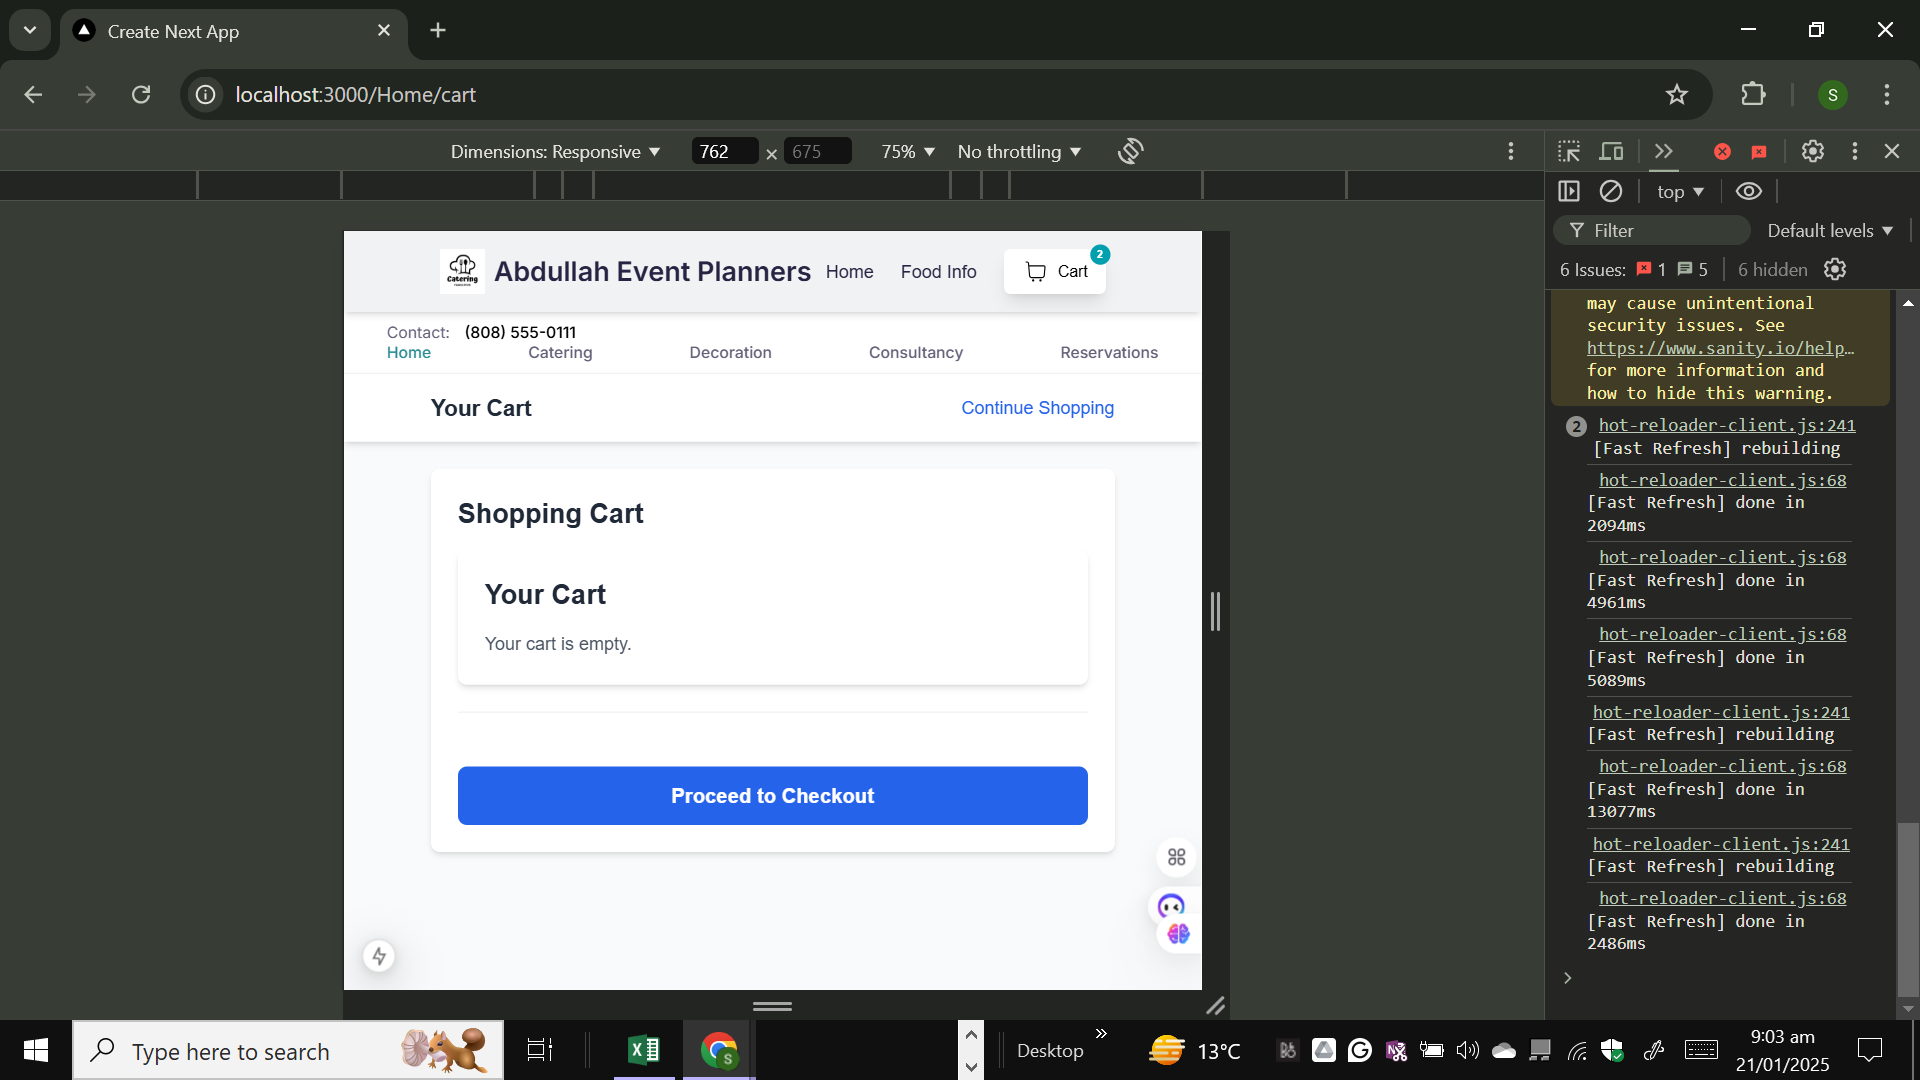 Create Next App
localhost:3000/Home/cart
S
Dimensions: Responsive 762 × 675 75% No throttling
top
Filter Default levels
6 Issues: 1 5 6 hidden
Catering
Abdullah Event Planners Home Food Info Cart 2
Contact: (808) 555-0111
Home Catering Decoration Consultancy Reservations
Your Cart Continue Shopping
Shopping Cart
Your Cart
Your cart is empty.
Proceed to Checkout
may cause unintentional
security issues. See
https://www.sanity.io/help…
for more information and
how to hide this warning.
2 hot-reloader-client.js:241
[Fast Refresh] rebuilding
hot-reloader-client.js:68
[Fast Refresh] done in
2094ms
hot-reloader-client.js:68
[Fast Refresh] done in
4961ms
hot-reloader-client.js:68
[Fast Refresh] done in
5089ms
hot-reloader-client.js:241
[Fast Refresh] rebuilding
hot-reloader-client.js:68
[Fast Refresh] done in
13077ms
hot-reloader-client.js:241
[Fast Refresh] rebuilding
hot-reloader-client.js:68
[Fast Refresh] done in
2486ms
Type here to search
S
Desktop
13°C
9:03 am
21/01/2025